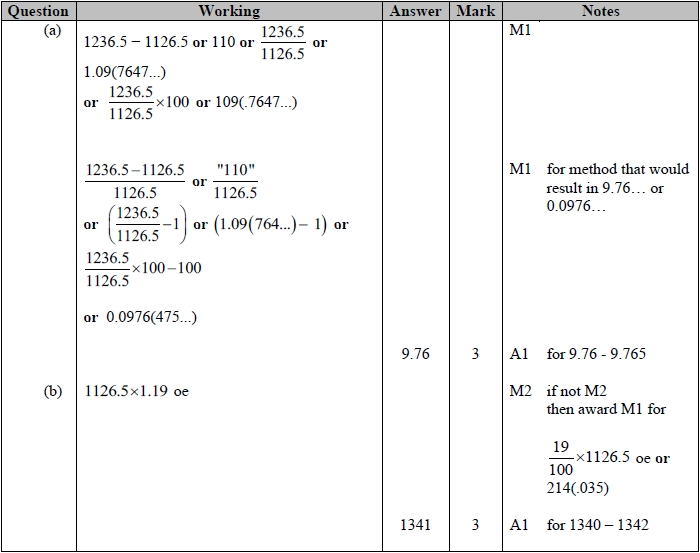 Question Working Answer Mark Notes
(a) 1236.5 − 1126.5 or 110 or 1236.5/1126.5 or M1
1.09(7647...)
or 1236.5/1126.5 ×100 or 109(.7647...)
(1236.5−1126.5)/1126.5 or "110"/1126.5 M1 for method that would
result in 9.76… or
0.0976…
or (1236.5/1126.5 −1) or (1.09(764...)− 1) or
1236.5/1126.5 ×100−100
or 0.0976(475...)
9.76 3 A1 for 9.76 - 9.765
(b) 1126.5×1.19 oe M2 if not M2
then award M1 for
19/100 ×1126.5 oe or
214(.035)
1341 3 A1 for 1340 – 1342